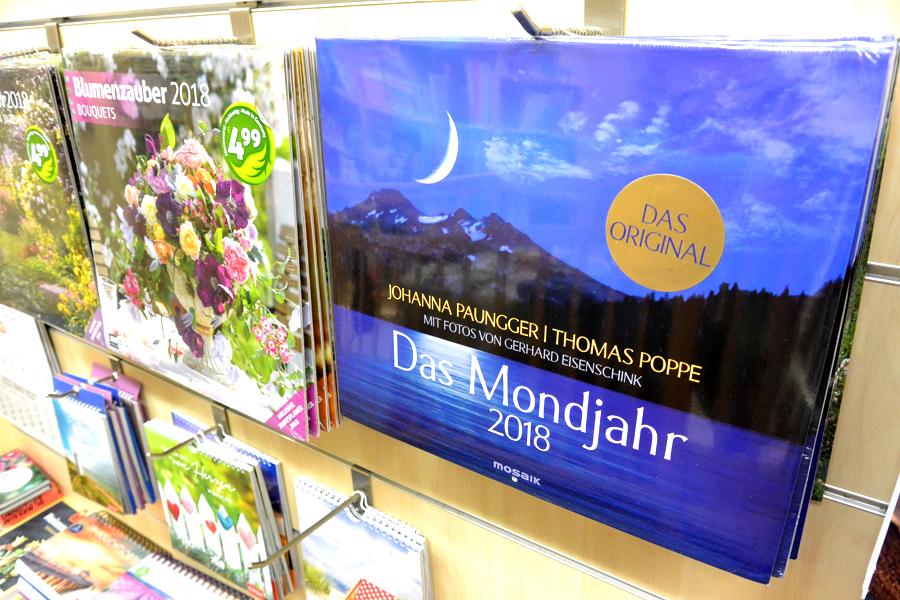 2018
4.99
Blumenzauber 2018
BOUQUETS
4.99
DAS
ORIGINAL
JOHANNA PAUNGGER | THOMAS POPPE
MIT FOTOS VON GERHARD EISENSCHINK
Das Mondjahr
2018
mosaik
Herzen